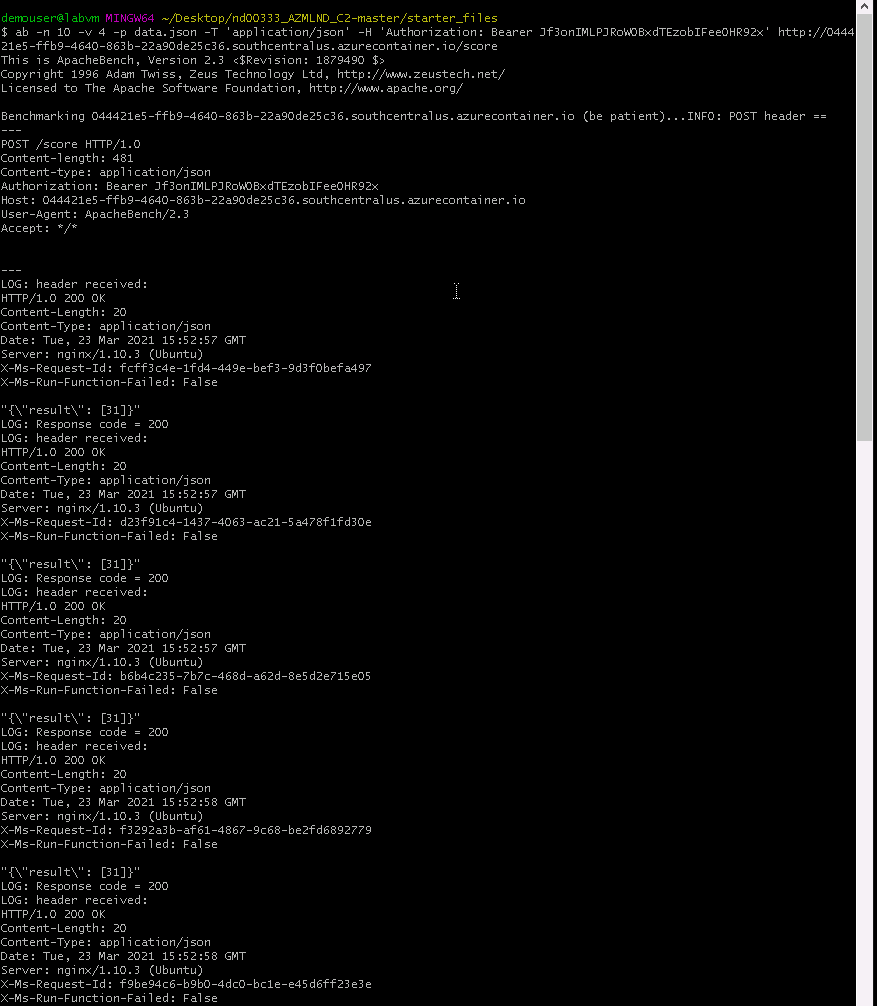 demouser@labvm MINGW64 ~/Desktop/nd00333_AZMLND_C2-master/starter_files
$ ab -n 10 -v 4 -p data.json -T 'application/json' -H 'Authorization: Bearer Jf3onIMLPJRoWOBxdTEzobIFeeOHR92x' http://0444
21e5-ffb9-4640-863b-22a90de25c36.southcentralus.azurecontainer.io/score
This is ApacheBench, Version 2.3 <$Revision: 1879490 $>
Copyright 1996 Adam Twiss, Zeus Technology Ltd, http://www.zeustech.net/
Licensed to The Apache Software Foundation, http://www.apache.org/

Benchmarking 044421e5-ffb9-4640-863b-22a90de25c36.southcentralus.azurecontainer.io (be patient)...INFO: POST header ==
---
POST /score HTTP/1.0
Content-length: 481
Content-type: application/json
Authorization: Bearer Jf3onIMLPJRoWOBxdTEzobIFeeOHR92x
Host: 044421e5-ffb9-4640-863b-22a90de25c36.southcentralus.azurecontainer.io
User-Agent: ApacheBench/2.3
Accept: */*


---
LOG: header received:
HTTP/1.0 200 OK
Content-Length: 20
Content-Type: application/json
Date: Tue, 23 Mar 2021 15:52:57 GMT
Server: nginx/1.10.3 (Ubuntu)
X-Ms-Request-Id: fcff3c4e-1fd4-449e-bef3-9d3f0befa497
X-Ms-Run-Function-Failed: False

"{\"result\": [31]}"
LOG: Response code = 200
LOG: header received:
HTTP/1.0 200 OK
Content-Length: 20
Content-Type: application/json
Date: Tue, 23 Mar 2021 15:52:57 GMT
Server: nginx/1.10.3 (Ubuntu)
X-Ms-Request-Id: d23f91c4-1437-4063-ac21-5a478f1fd30e
X-Ms-Run-Function-Failed: False

"{\"result\": [31]}"
LOG: Response code = 200
LOG: header received:
HTTP/1.0 200 OK
Content-Length: 20
Content-Type: application/json
Date: Tue, 23 Mar 2021 15:52:57 GMT
Server: nginx/1.10.3 (Ubuntu)
X-Ms-Request-Id: b6b4c235-7b7c-468d-a62d-8e5d2e715e05
X-Ms-Run-Function-Failed: False

"{\"result\": [31]}"
LOG: Response code = 200
LOG: header received:
HTTP/1.0 200 OK
Content-Length: 20
Content-Type: application/json
Date: Tue, 23 Mar 2021 15:52:58 GMT
Server: nginx/1.10.3 (Ubuntu)
X-Ms-Request-Id: f3292a3b-af61-4867-9c68-be2fd6892779
X-Ms-Run-Function-Failed: False

"{\"result\": [31]}"
LOG: Response code = 200
LOG: header received:
HTTP/1.0 200 OK
Content-Length: 20
Content-Type: application/json
Date: Tue, 23 Mar 2021 15:52:58 GMT
Server: nginx/1.10.3 (Ubuntu)
X-Ms-Request-Id: f9be94c6-b9b0-4dc0-bc1e-e45d6ff23e3e
X-Ms-Run-Function-Failed: False